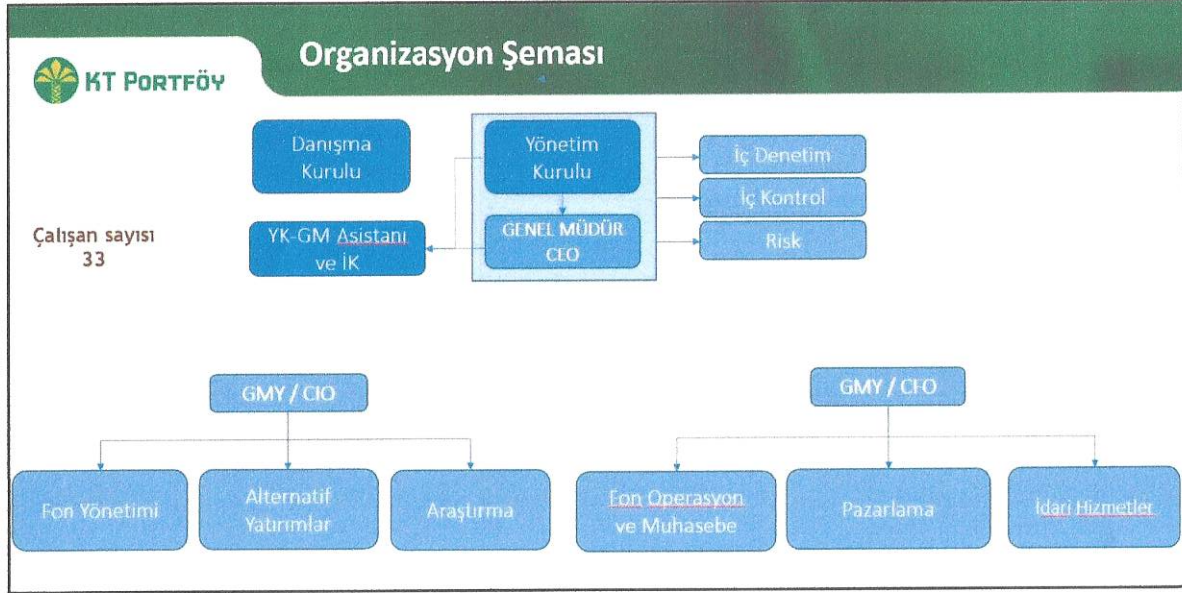 Organizasyon Şeması
KT PORTFÖY
Danışma
Kurulu
Yönetim
Kurulu
İç Denetim
İç Kontrol
Risk
YK-GM Asistanı
ve İK
GENEL MÜDÜR
CEO
Çalışan sayısı
33
GMY / CIO
GMY / CFO
Fon Yönetimi
Alternatif
Yatırımlar
Araştırma
Fon Operasyon
ve Muhasebe
Pazarlama
İdari Hizmetler